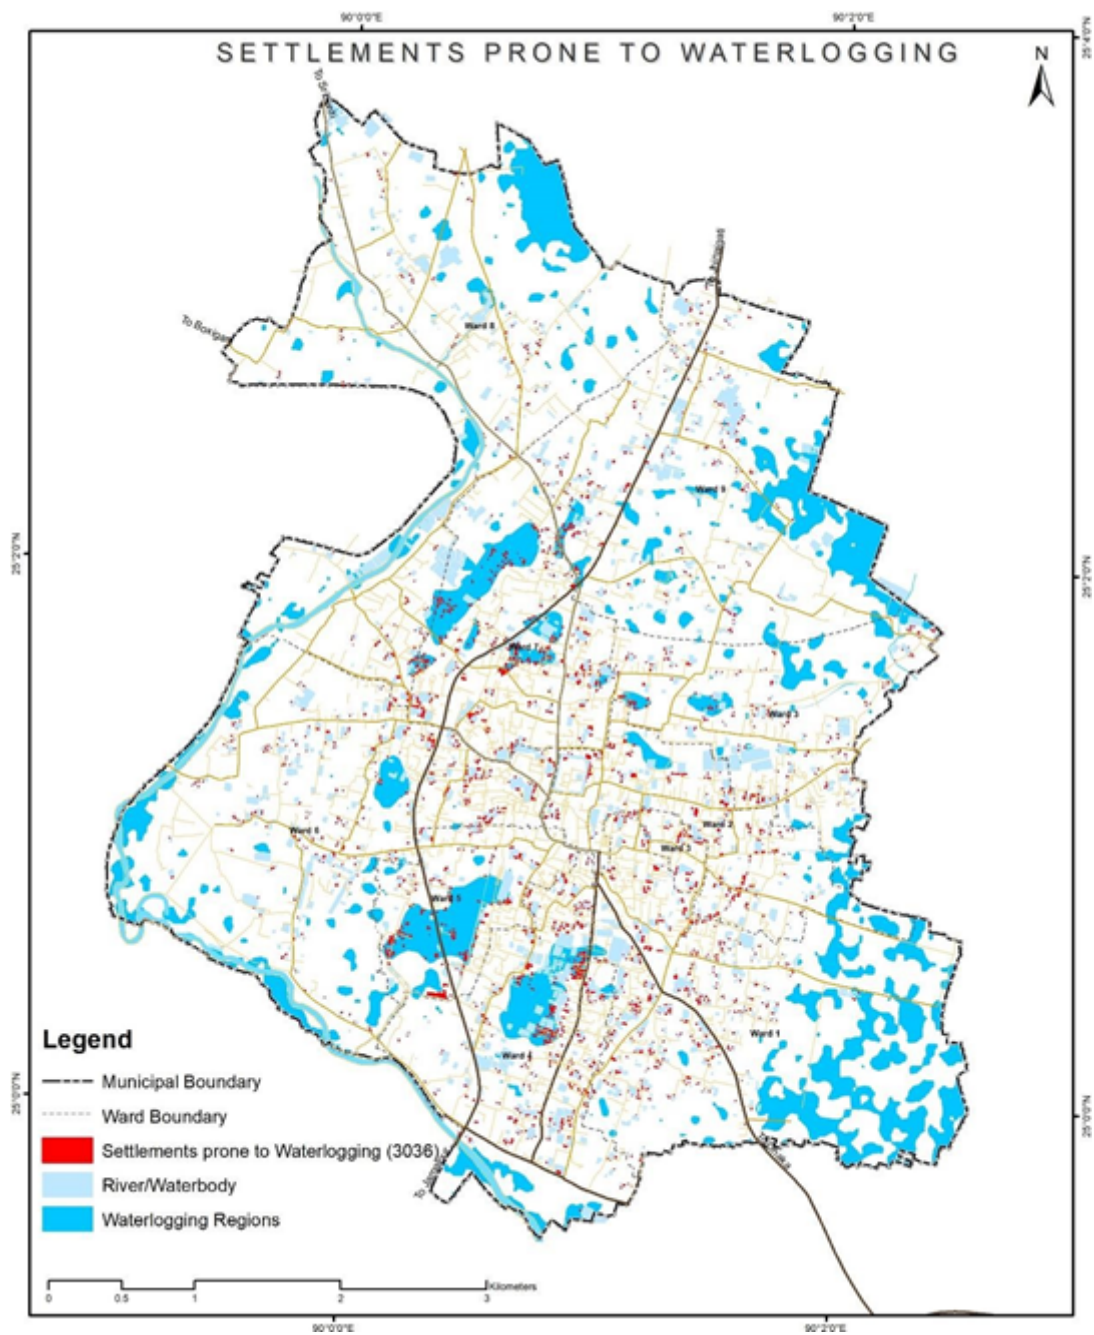 90°0'0"E
90°2'0"E
25°4'0"N
SETTLEMENTS PRONE TO WATERLOGGING
N
Ward 8
Ward 9
25°2'0"N
25°2'0"N
Ward 3
Ward 6
Ward 2
Ward 5
Ward 1
Ward 4
25°0'0"N
25°0'0"N
Legend
Municipal Boundary
Ward Boundary
Settlements prone to Waterlogging (3036)
River/Waterbody
Waterlogging Regions
Kilometers
0 0.5 1 2 3
90°0'0"E
90°2'0"E